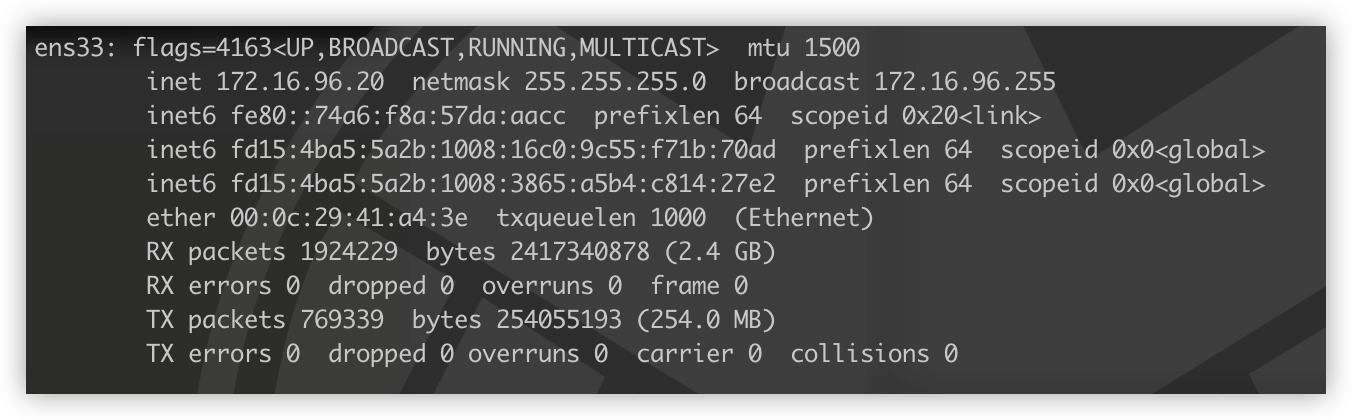 ens33: flags=4163<UP,BROADCAST,RUNNING,MULTICAST>  mtu 1500
        inet 172.16.96.20  netmask 255.255.255.0  broadcast 172.16.96.255
        inet6 fe80::74a6:f8a:57da:aacc  prefixlen 64  scopeid 0x20<link>
        inet6 fd15:4ba5:5a2b:1008:16c0:9c55:f71b:70ad  prefixlen 64  scopeid 0x0<global>
        inet6 fd15:4ba5:5a2b:1008:3865:a5b4:c814:27e2  prefixlen 64  scopeid 0x0<global>
        ether 00:0c:29:41:a4:3e  txqueuelen 1000  (Ethernet)
        RX packets 1924229  bytes 2417340878 (2.4 GB)
        RX errors 0  dropped 0  overruns 0  frame 0
        TX packets 769339  bytes 254055193 (254.0 MB)
        TX errors 0  dropped 0 overruns 0  carrier 0  collisions 0